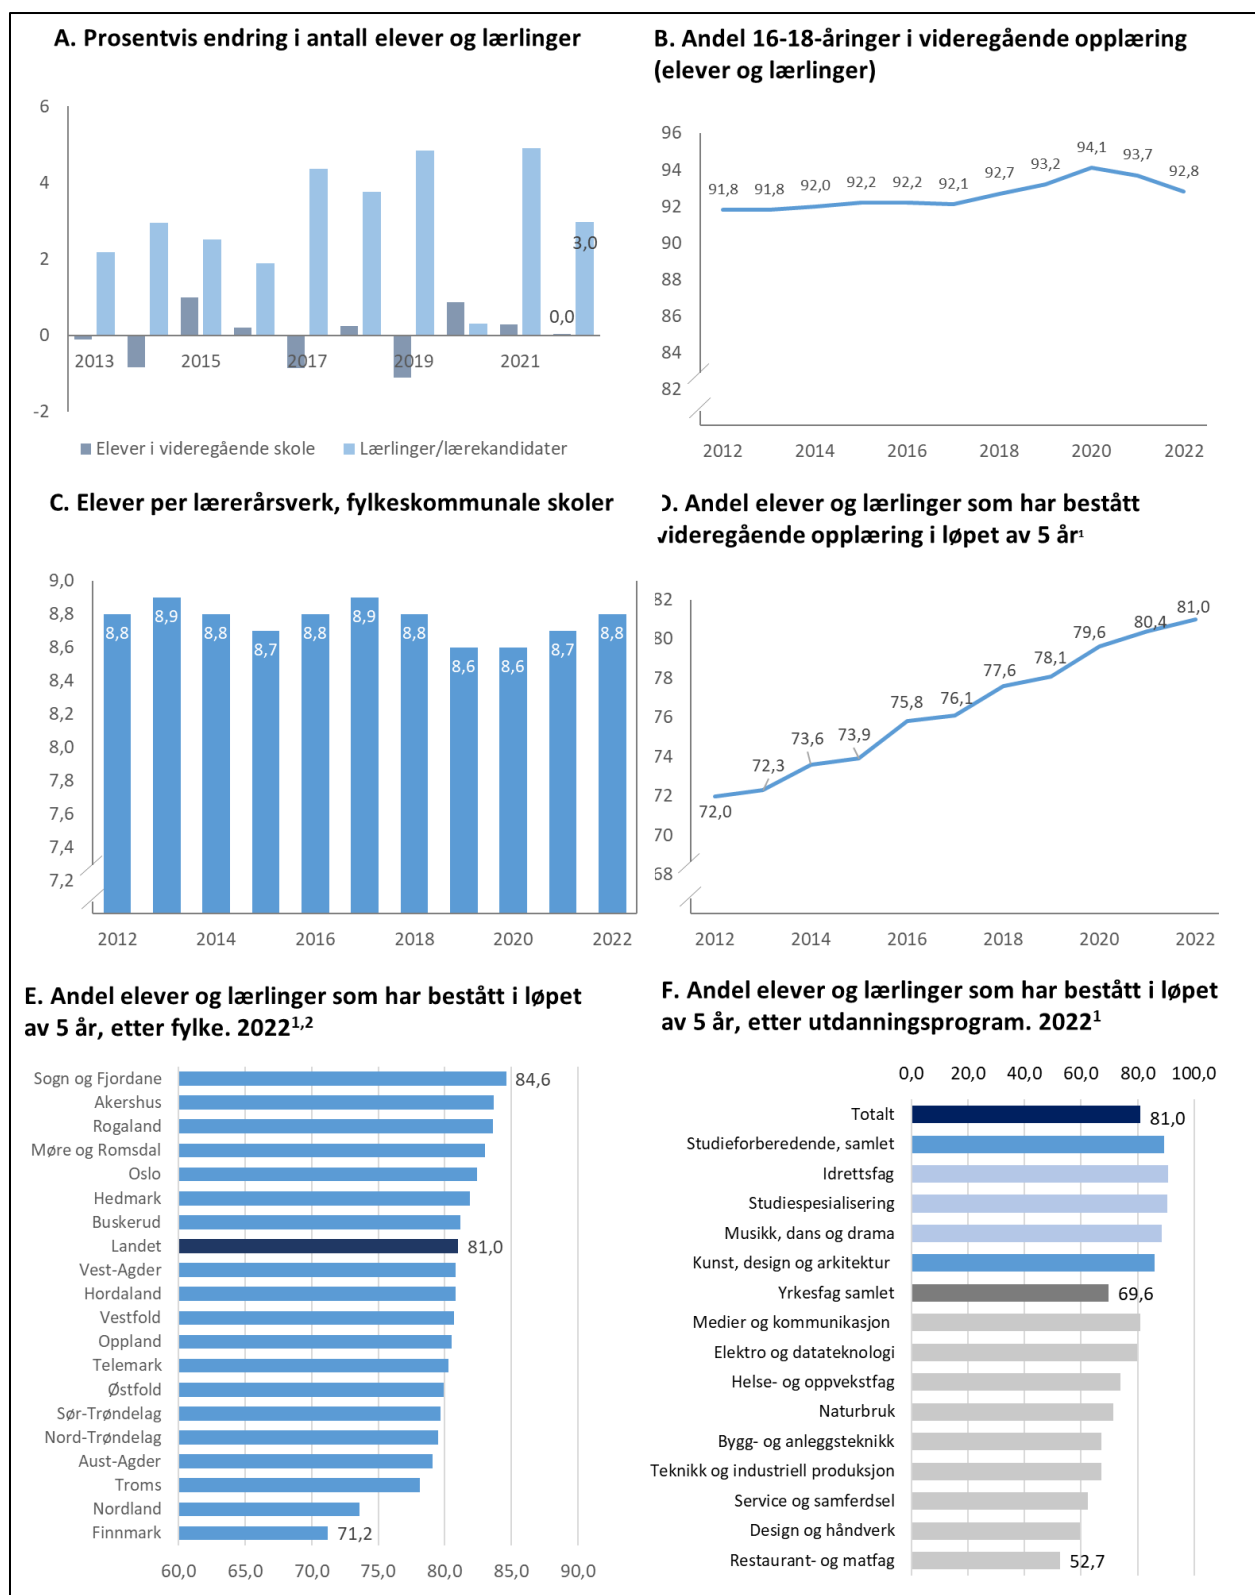 A. Prosentvis endring i antall elever og lærlinger
6
4
2
0
-2
3,0
0,0
2013 2015 2017 2019 2021
Elever i videregående skole Lærlinger/lærekandidater
B. Andel 16-18-åringer i videregående opplæring
(elever og lærlinger)
96
94
92
90
88
86
84
82
91,8 91,8 92,0 92,2 92,2 92,1 92,7 93,2 94,1 93,7 92,8
2012 2014 2016 2018 2020 2022
C. Elever per lærerårsverk, fylkeskommunale skoler
9,0
8,8
8,6
8,4
8,2
8,0
7,8
7,6
7,4
7,2
8,8 8,9 8,8 8,7 8,8 8,9 8,8 8,6 8,6 8,7 8,8
2012 2014 2016 2018 2020 2022
D. Andel elever og lærlinger som har bestått
videregående opplæring i løpet av 5 år¹
82
80
78
76
74
72
70
68
72,0 72,3 73,6 73,9 75,8 76,1 77,6 78,1 79,6 80,4 81,0
2012 2014 2016 2018 2020 2022
E. Andel elever og lærlinger som har bestått i løpet
av 5 år, etter fylke. 2022¹,²
Sogn og Fjordane 84,6
Akershus
Rogaland
Møre og Romsdal
Oslo
Hedmark
Buskerud
Landet 81,0
Vest-Agder
Hordaland
Vestfold
Oppland
Telemark
Østfold
Sør-Trøndelag
Nord-Trøndelag
Aust-Agder
Troms
Nordland
Finnmark 71,2
60,0 65,0 70,0 75,0 80,0 85,0 90,0
F. Andel elever og lærlinger som har bestått i løpet
av 5 år, etter utdanningsprogram. 2022¹
0,0 20,0 40,0 60,0 80,0 100,0
Totalt 81,0
Studieforberedende, samlet
Idrettsfag
Studiespesialisering
Musikk, dans og drama
Kunst, design og arkitektur
Yrkesfag samlet 69,6
Medier og kommunikasjon
Elektro og datateknologi
Helse- og oppvekstfag
Naturbruk
Bygg- og anleggsteknikk
Teknikk og industriell produksjon
Service og samferdsel
Design og håndverk
Restaurant- og matfag 52,7